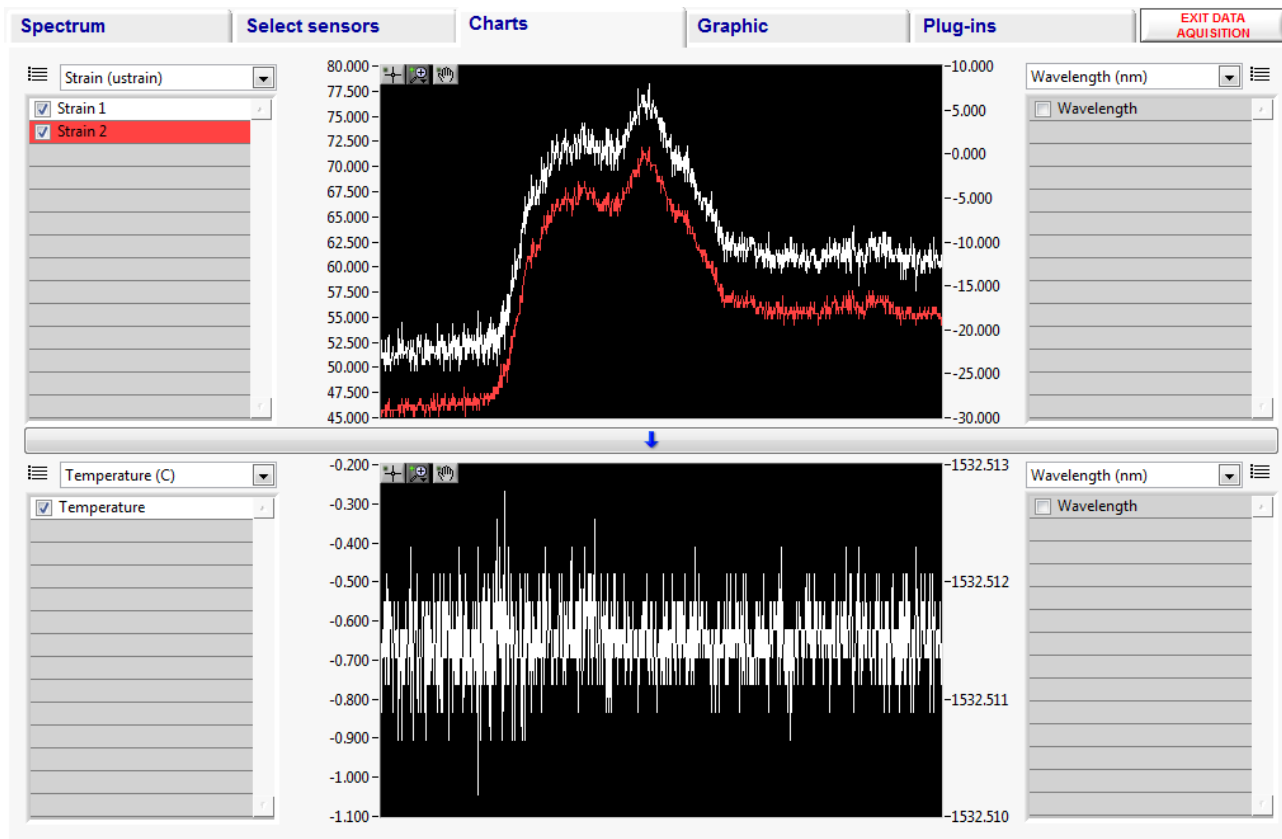 Spectrum
Select sensors
Charts
Graphic
Plug-ins
EXIT DATA
AQUISITION
Strain (ustrain)
Strain 1
Strain 2
80.000
77.500
75.000
72.500
70.000
67.500
65.000
62.500
60.000
57.500
55.000
52.500
50.000
47.500
45.000
10.000
5.000
0.000
-5.000
-10.000
-15.000
-20.000
-25.000
-30.000
Wavelength (nm)
Wavelength
Temperature (C)
Temperature
-0.200
-0.300
-0.400
-0.500
-0.600
-0.700
-0.800
-0.900
-1.000
-1.100
1532.513
1532.512
1532.511
1532.510
Wavelength (nm)
Wavelength